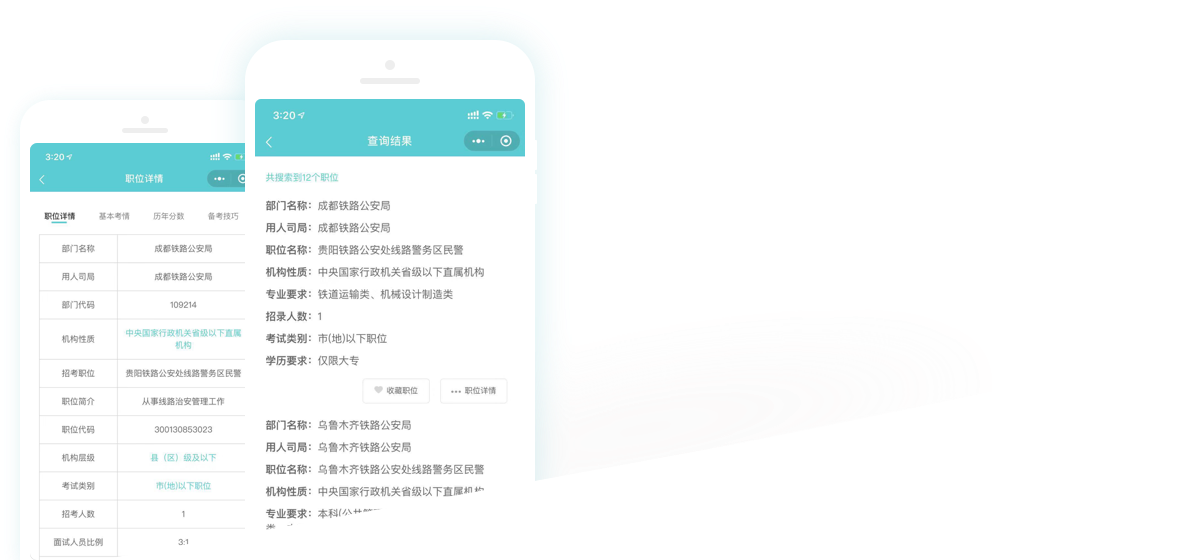 3:20
职位详情
职位详情 基本考情 历年分数 备考技巧
部门名称 成都铁路公安局
用人司局 成都铁路公安局
部门代码 109214
机构性质 中央国家行政机关省级以下直属
机构
招考职位 贵阳铁路公安处线路警务区民警
职位简介 从事线路治安管理工作
职位代码 300130853023
机构层级 县（区）级及以下
考试类别 市(地)以下职位
招考人数 1
面试人员比例 3:1
3:20
查询结果
共搜索到12个职位
部门名称： 成都铁路公安局
用人司局： 成都铁路公安局
职位名称： 贵阳铁路公安处线路警务区民警
机构性质： 中央国家行政机关省级以下直属机构
专业要求： 铁道运输类、机械设计制造类
招录人数： 1
考试类别： 市(地)以下职位
学历要求： 仅限大专
收藏职位 职位详情
部门名称： 乌鲁木齐铁路公安局
用人司局： 乌鲁木齐铁路公安局
职位名称： 乌鲁木齐铁路公安处线路警务区民警
机构性质： 中央国家行政机关省级以下直属机构
专业要求： 本科(公共